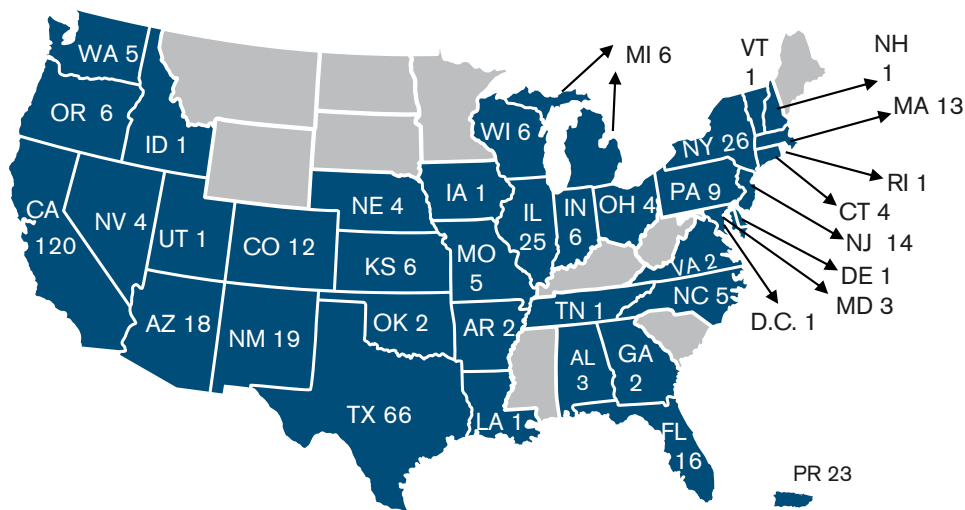 WA 5
MI 6
VT
1
NH
1
OR 6
MA 13
ID 1
WI 6
NY 26
RI 1
CT 4
NJ 14
DE 1
MD 3
D.C. 1
IA 1
PA 9
NE 4
OH 4
IL
25
IN
6
CA
120
NV 4
UT 1
CO 12
KS 6
MO
5
VA 2
NC 5
TN 1
AZ 18
NM 19
OK 2
AR 2
AL
3
GA
2
TX 66
LA 1
FL
16
PR 23